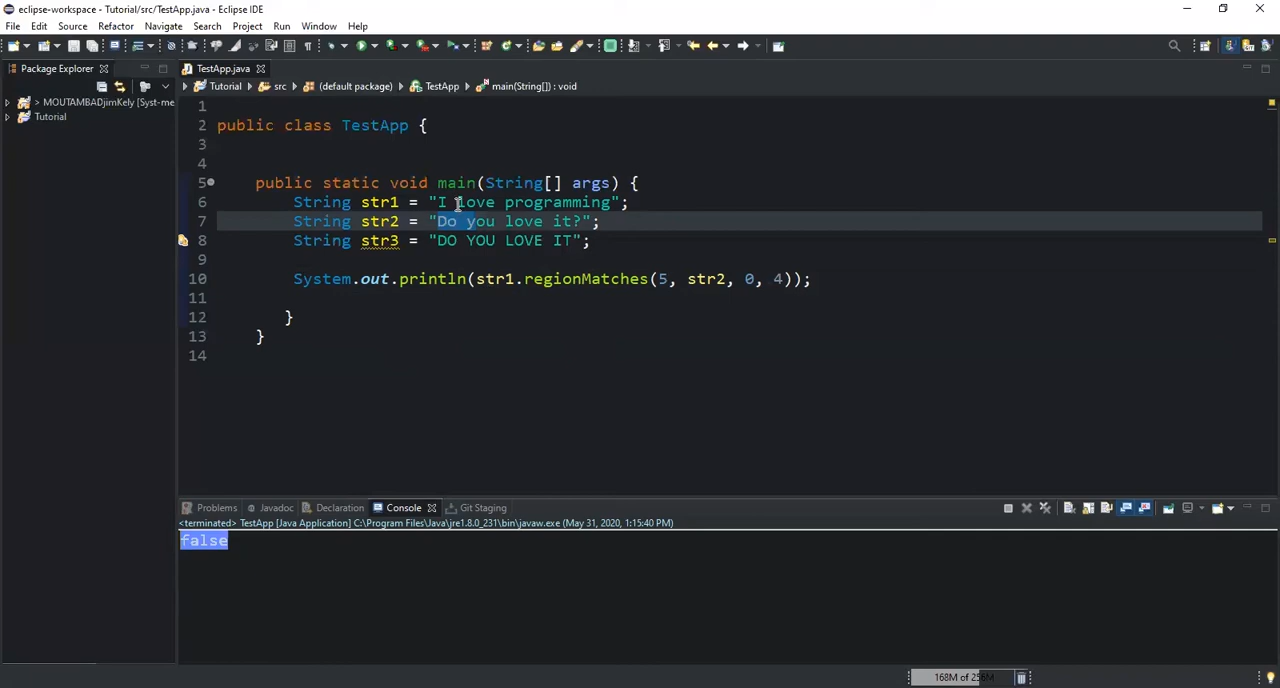 eclipse-workspace - Tutorial/src/TestApp.java - Eclipse IDE
File Edit Source Refactor Navigate Search Project Run Window Help
Package Explorer TestApp.java
Tutorial src (default package) TestApp main(String[]) : void
> MOUTAMBADjimKely [Syst-me
Tutorial
1
2 public class TestApp {
3
4
5 public static void main(String[] args) {
6 String str1 = "I love programming";
7 String str2 = "Do you love it?";
8 String str3 = "DO YOU LOVE IT";
9
10 System.out.println(str1.regionMatches(5, str2, 0, 4));
11
12 }
13 }
14
Problems Javadoc Declaration Console Git Staging
<terminated> TestApp [Java Application] C:\Program Files\Java\jre1.8.0_231\bin\javaw.exe (May 31, 2020, 1:15:40 PM)
false
168M of 256M